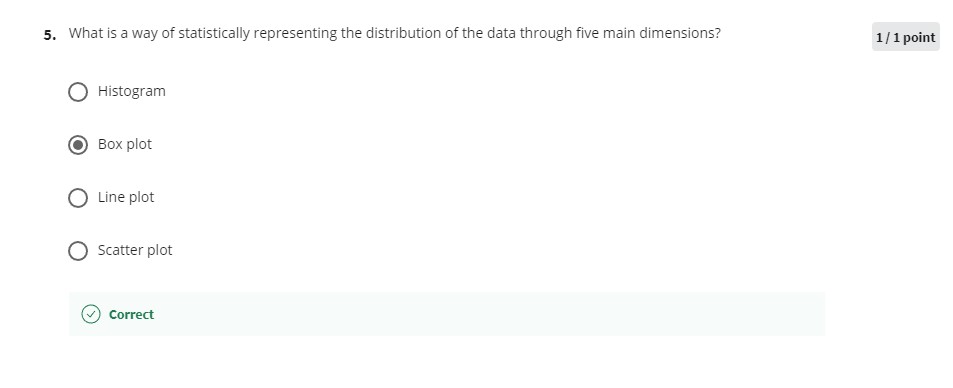 5. What is a way of statistically representing the distribution of the data through five main dimensions?
1 / 1 point
Histogram
Box plot
Line plot
Scatter plot
Correct